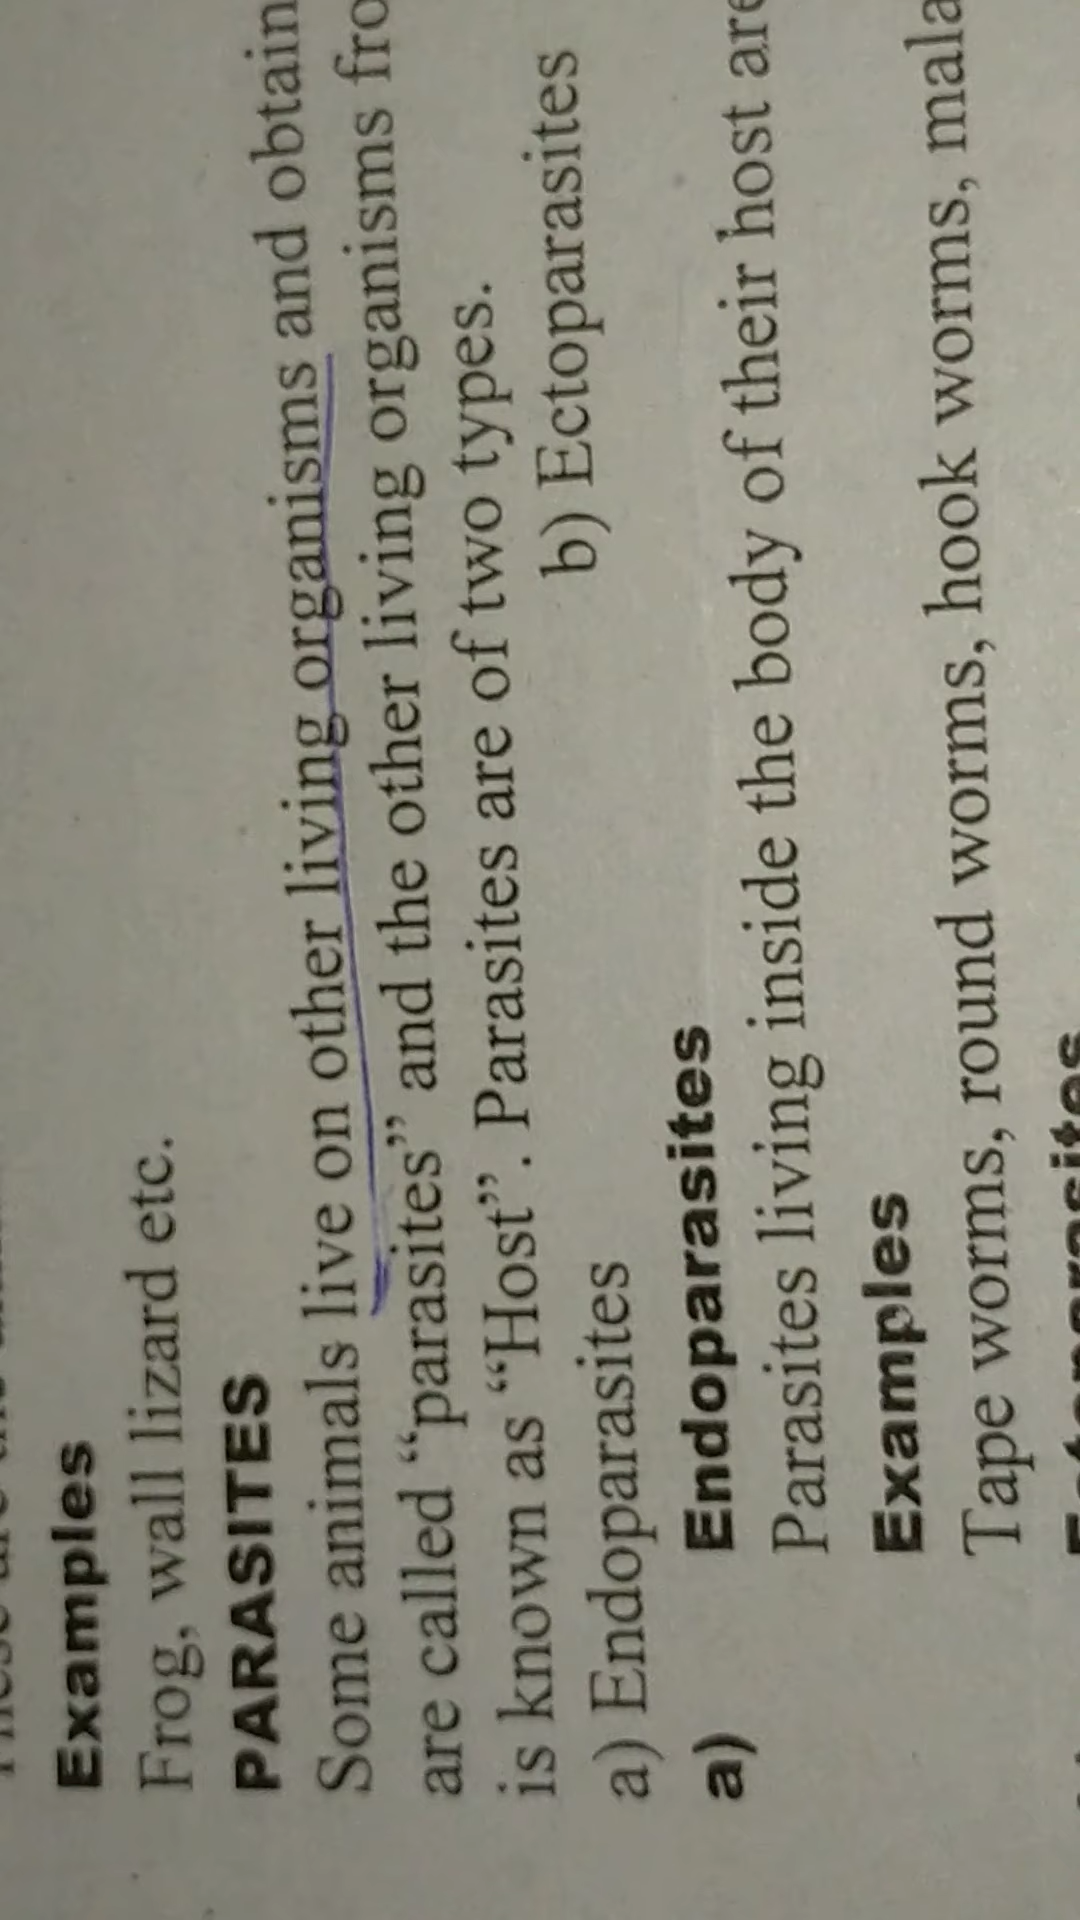 Examples
Frog, wall lizard etc.
PARASITES
Some animals live on other living organisms and obtain
are called “parasites” and the other living organisms fro
is known as “Host”. Parasites are of two types.
a) Endoparasites b) Ectoparasites
a) Endoparasites
Parasites living inside the body of their host are
Examples
Tape worms, round worms, hook worms, mala